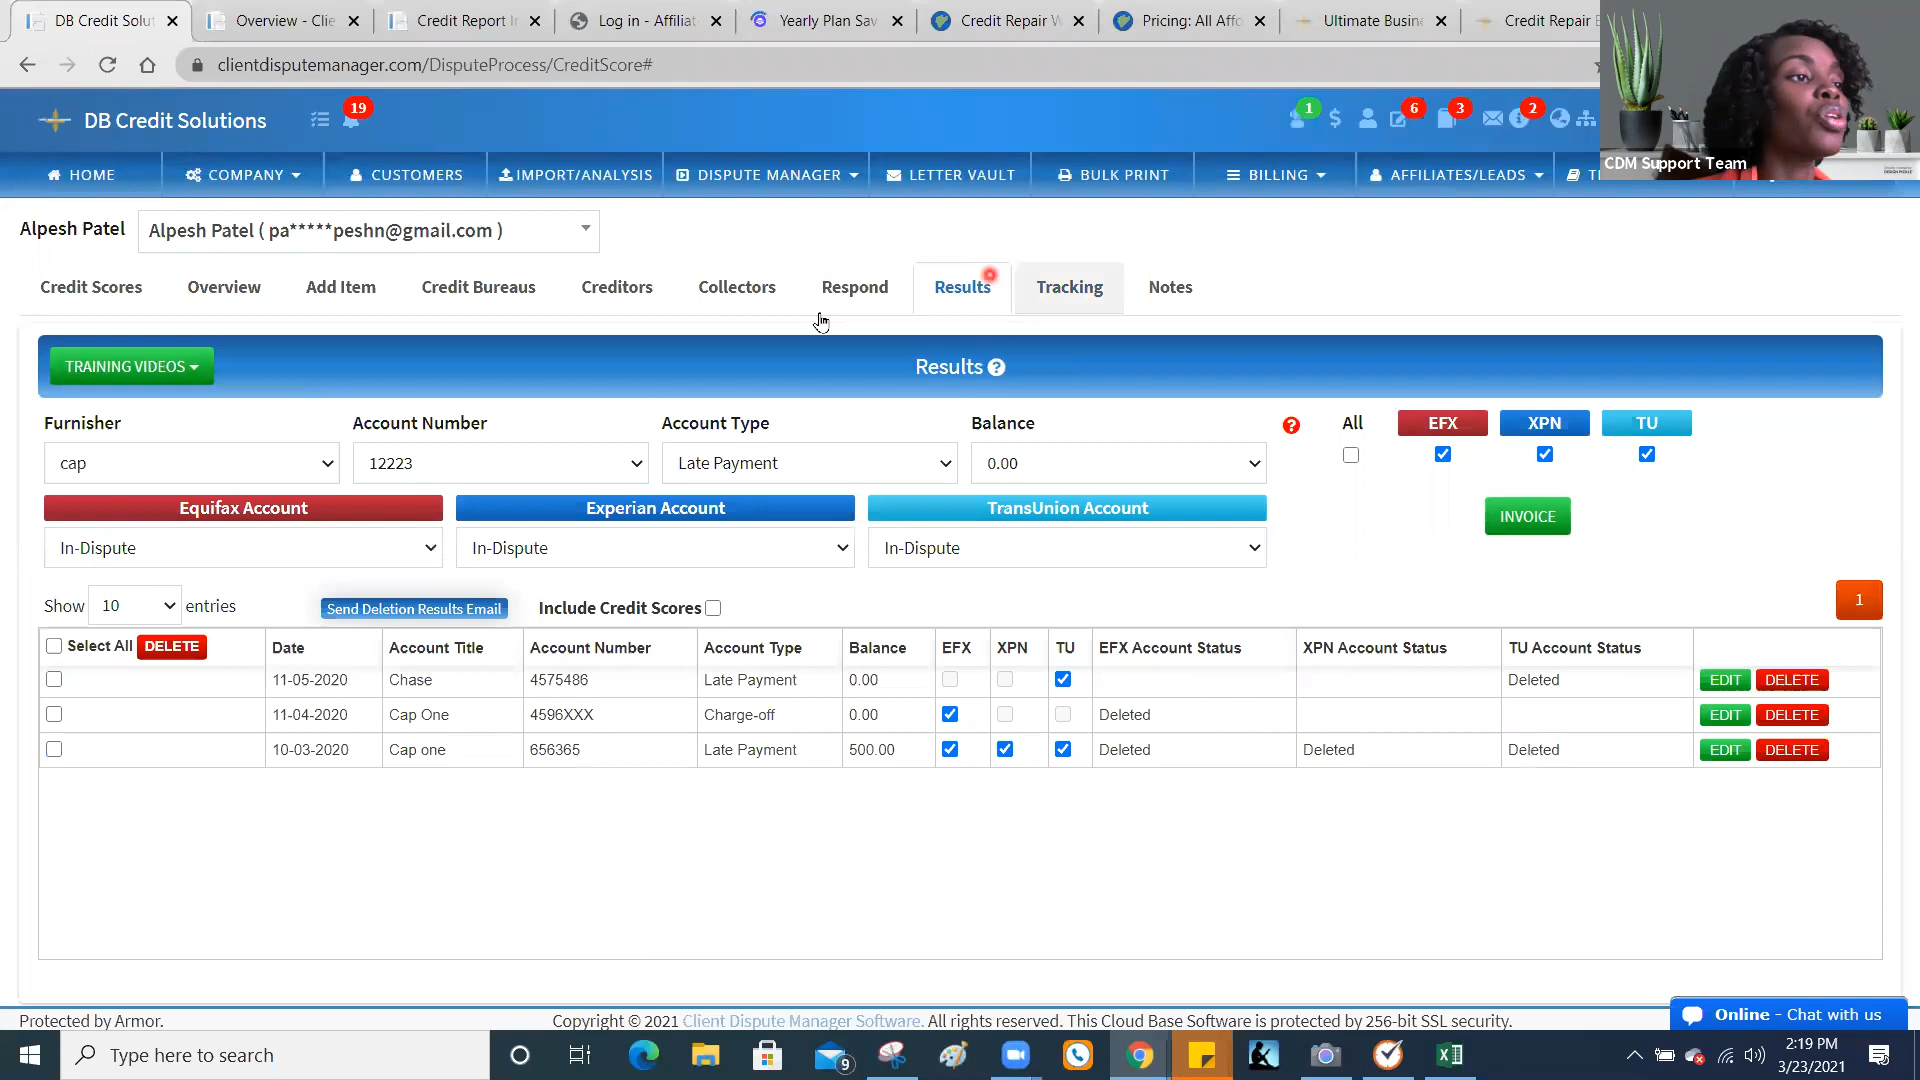 DB Credit Solut
Overview - Clie
Credit Report I
Log in - Affiliat
Yearly Plan Sav
Credit Repair W
Pricing: All Affo
Ultimate Busin
Credit Repair
clientdisputemanager.com/DisputeProcess/CreditScore#
DB Credit Solutions
19
1
6
3
2
CDM Support Team
HOME
COMPANY
CUSTOMERS
IMPORT/ANALYSIS
DISPUTE MANAGER
LETTER VAULT
BULK PRINT
BILLING
AFFILIATES/LEADS
Alpesh Patel
Alpesh Patel ( pa*****peshn@gmail.com )
Credit Scores
Overview
Add Item
Credit Bureaus
Creditors
Collectors
Respond
Results
Tracking
Notes
TRAINING VIDEOS
Results
Furnisher
Account Number
Account Type
Balance
All
EFX
XPN
TU
cap
12223
Late Payment
0.00
Equifax Account
Experian Account
TransUnion Account
INVOICE
In-Dispute
In-Dispute
In-Dispute
Show 10 entries
Send Deletion Results Email
Include Credit Scores
1
Select All DELETE Date Account Title Account Number Account Type Balance EFX XPN TU EFX Account Status XPN Account Status TU Account Status
11-05-2020 Chase 4575486 Late Payment 0.00 Deleted EDIT DELETE
11-04-2020 Cap One 4596XXX Charge-off 0.00 Deleted EDIT DELETE
10-03-2020 Cap one 656365 Late Payment 500.00 Deleted Deleted Deleted EDIT DELETE
Protected by Armor.
Copyright © 2021 Client Dispute Manager Software. All rights reserved. This Cloud Base Software is protected by 256-bit SSL security.
Online - Chat with us
Type here to search
9
2:19 PM
3/23/2021